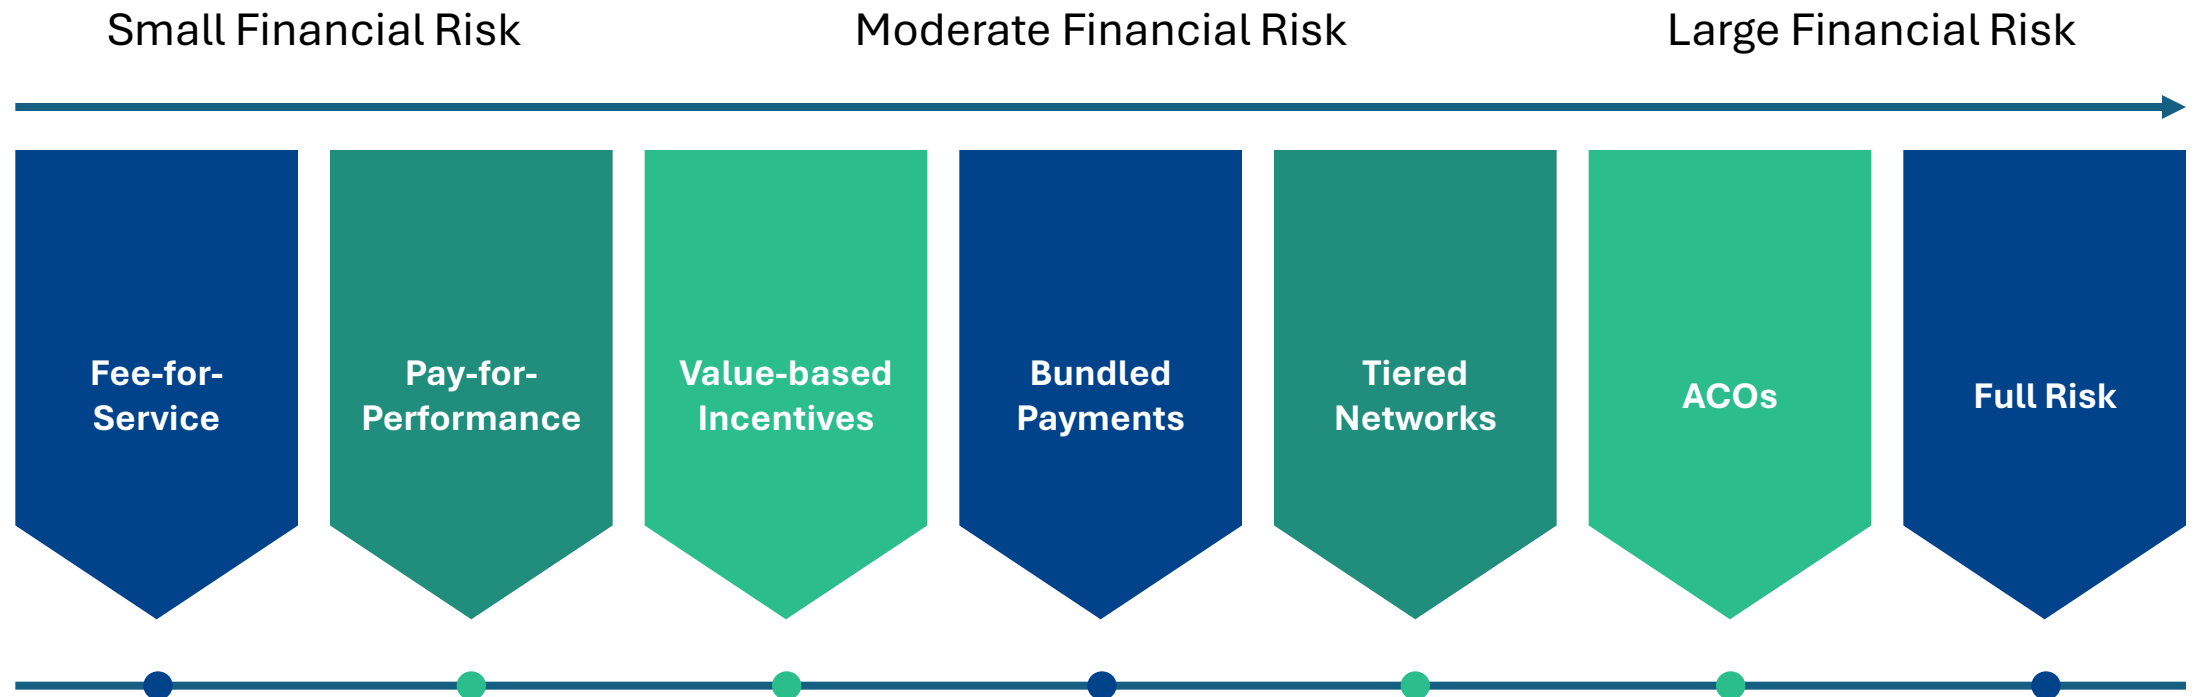 Small Financial Risk
Moderate Financial Risk
Large Financial Risk
Fee-for-
Service
Pay-for-
Performance
Value-based
Incentives
Bundled
Payments
Tiered
Networks
ACOs
Full Risk